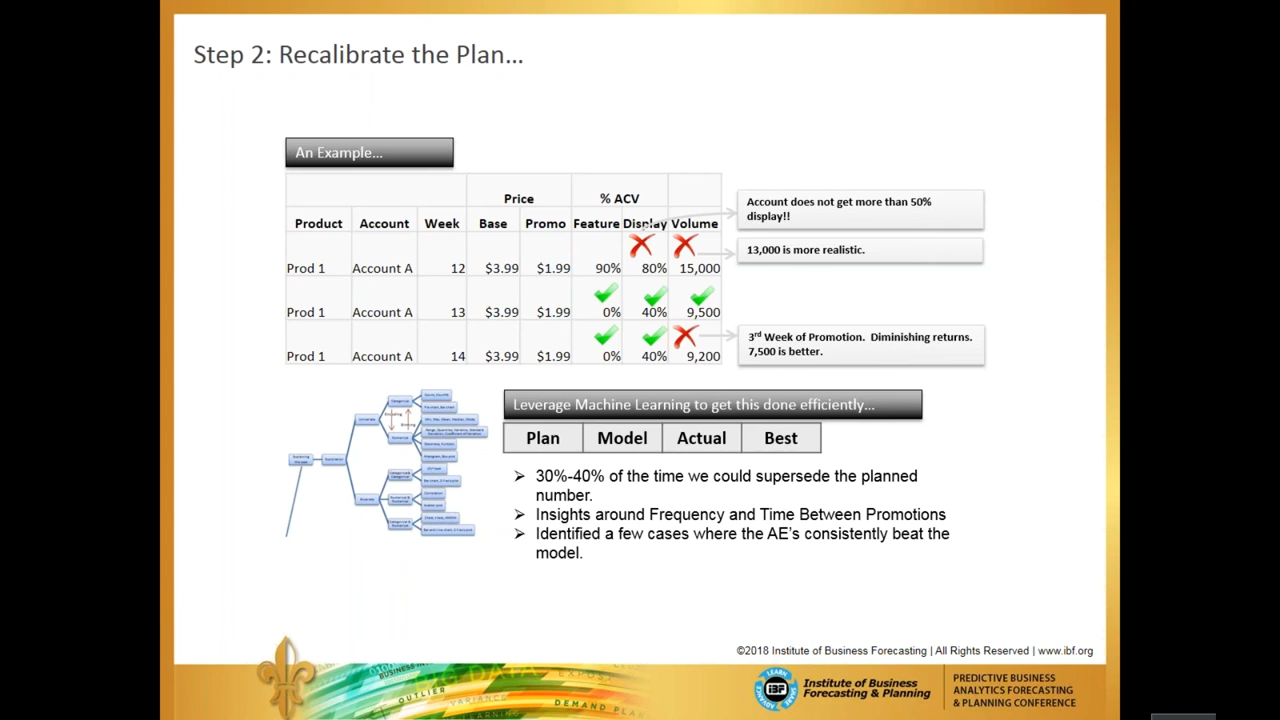 Step 2: Recalibrate the Plan...
An Example...
Price % ACV
Product Account Week Base Promo Feature Display Volume
Prod 1 Account A 12 $3.99 $1.99 90% 80% 15,000
Prod 1 Account A 13 $3.99 $1.99 0% 40% 9,500
Prod 1 Account A 14 $3.99 $1.99 0% 40% 9,200
Account does not get more than 50%
display!!
13,000 is more realistic.
3rd Week of Promotion. Diminishing returns.
7,500 is better.
Leverage Machine Learning to get this done efficiently...
Plan Model Actual Best
➢ 30%-40% of the time we could supersede the planned
number.
➢ Insights around Frequency and Time Between Promotions
➢ Identified a few cases where the AE's consistently beat the
model.
©2018 Institute of Business Forecasting | All Rights Reserved | www.ibf.org
OUTLIER
VARIANCE
DEMAND
LEARN
SHARE
ADVANCE
IBF
Institute of Business
Forecasting & Planning
PREDICTIVE BUSINESS
ANALYTICS FORECASTING
& PLANNING CONFERENCE